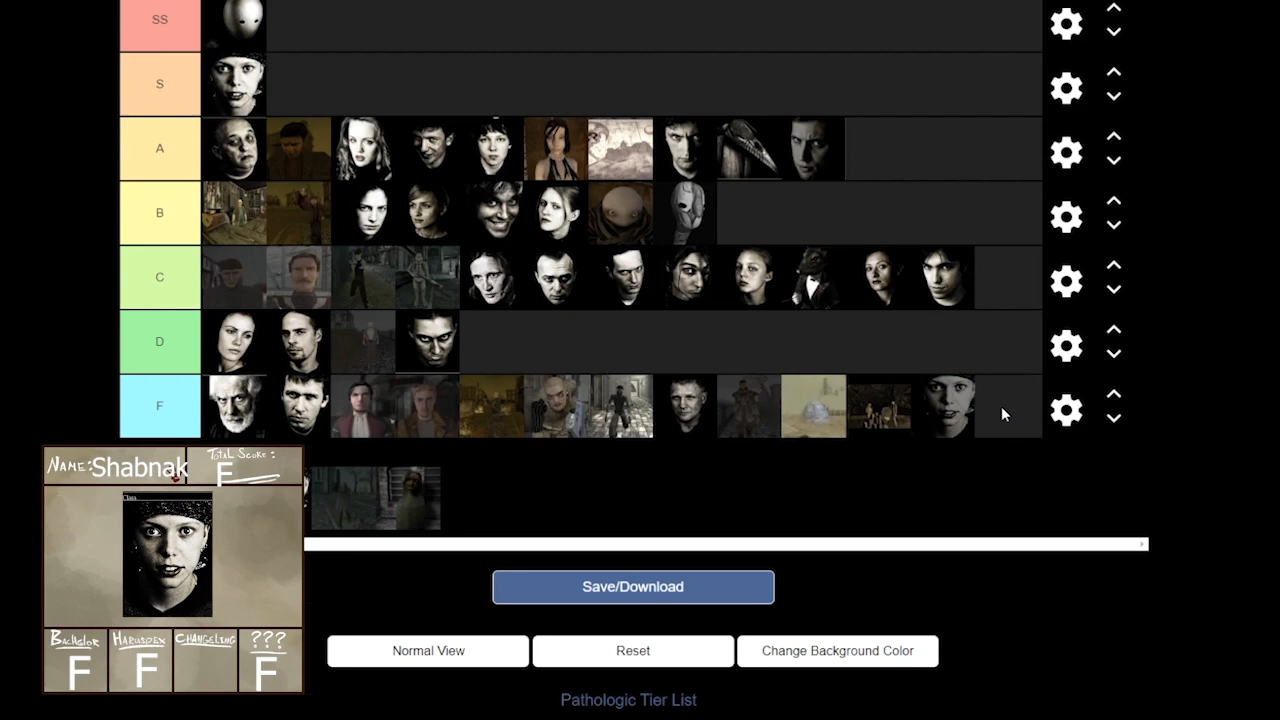 SS
S
A
B
C
D
F
NAME: Shabnak
TOTAL SCORE:
F
Clara
BACHELOR HARUSPEX CHANGELING ???
F F F
Save/Download
Normal View Reset Change Background Color
Pathologic Tier List